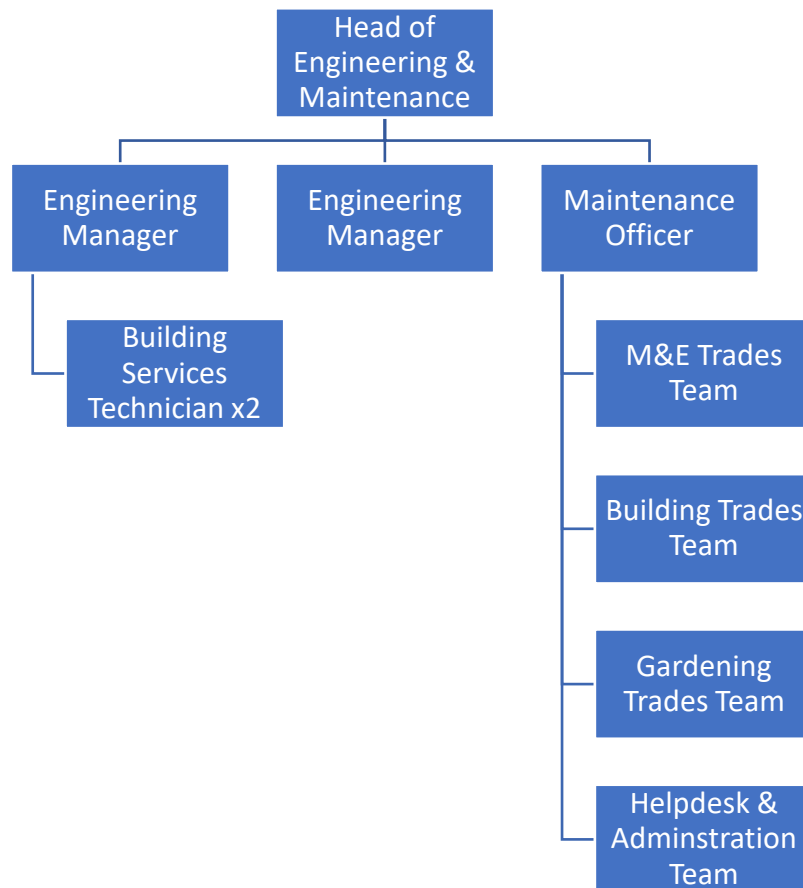 Head of
Engineering &
Maintenance
Engineering
Manager
Engineering
Manager
Maintenance
Officer
Building
Services
Technician x2
M&E Trades
Team
Building Trades
Team
Gardening
Trades Team
Helpdesk &
Adminstration
Team